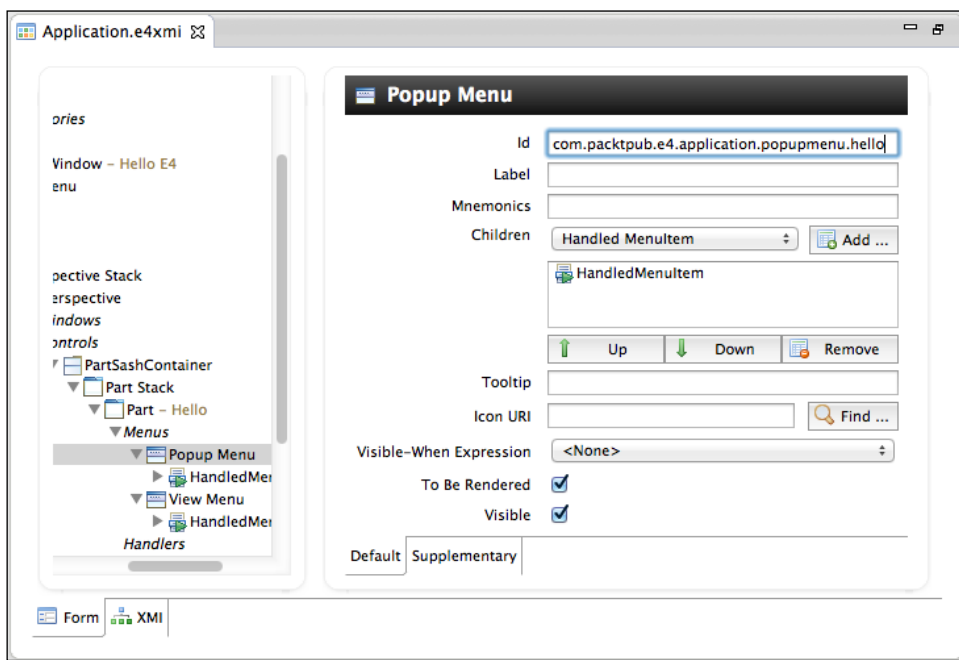 Application.e4xmi
ories
Window – Hello E4
enu
pective Stack
erspective
indows
ontrols
PartSashContainer
Part Stack
Part – Hello
Menus
Popup Menu
HandledMe
View Menu
HandledMe
Handlers
Popup Menu
Id com.packtpub.e4.application.popupmenu.hello
Label
Mnemonics
Children Handled MenuItem Add ...
HandledMenuItem
Up Down Remove
Tooltip
Icon URI Find ...
Visible-When Expression <None>
To Be Rendered
Visible
Default Supplementary
Form XMI